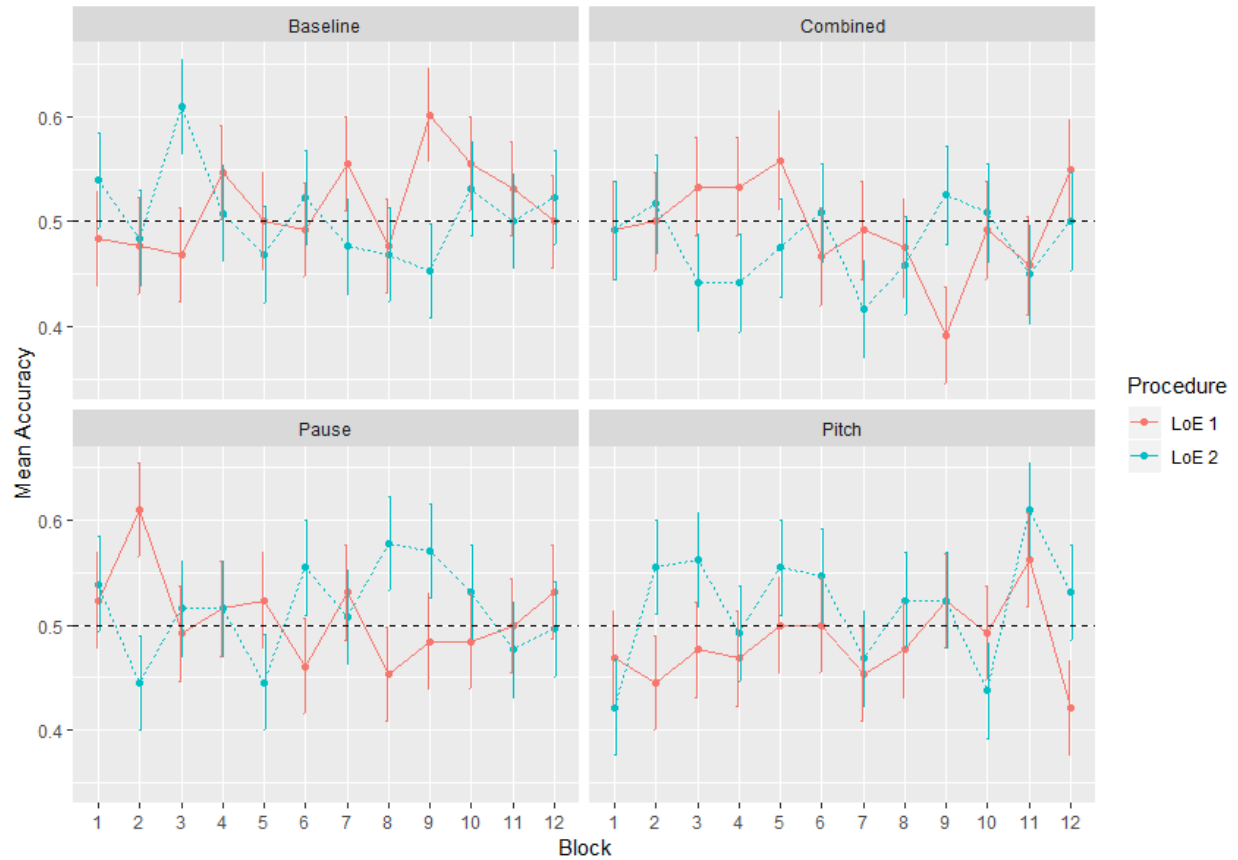 Baseline
Combined
0.6
0.5
0.4
Pause
Pitch
0.6
0.5
0.4
1 2 3 4 5 6 7 8 9 10 11 12
1 2 3 4 5 6 7 8 9 10 11 12
Block
Mean Accuracy
Procedure
LoE 1
LoE 2